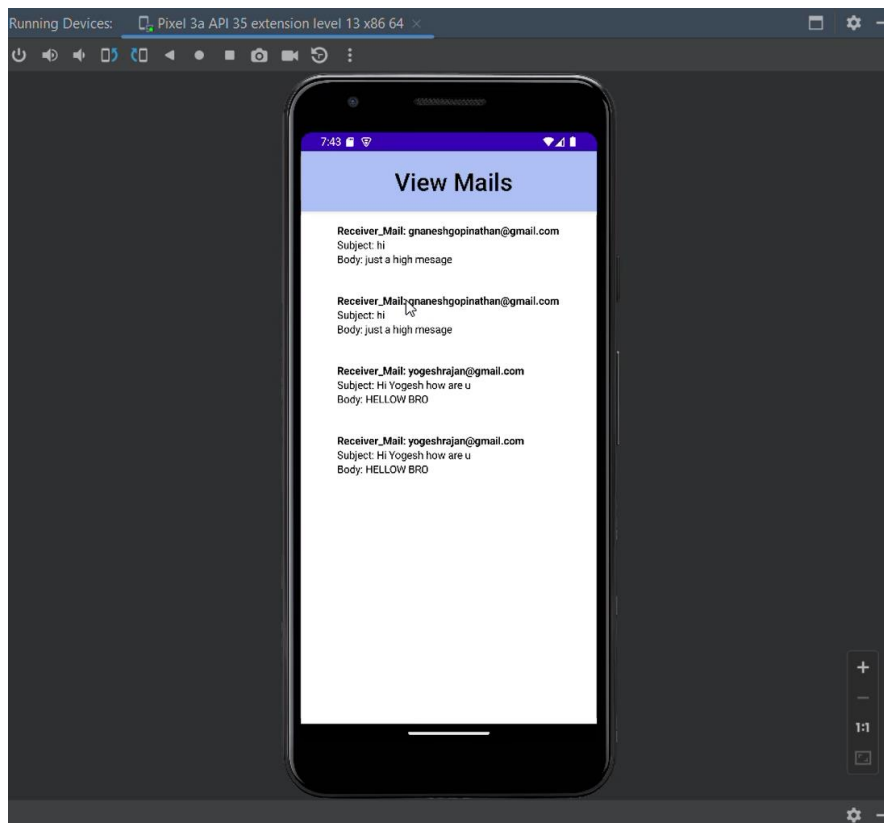 Running Devices:
Pixel 3a API 35 extension level 13 x86 64
7:43
View Mails
Receiver_Mail: gnaneshgopinathan@gmail.com
Subject: hi
Body: just a high mesage
Receiver_Mail: gnaneshgopinathan@gmail.com
Subject: hi
Body: just a high mesage
Receiver_Mail: yogeshrajan@gmail.com
Subject: Hi Yogesh how are u
Body: HELLOW BRO
Receiver_Mail: yogeshrajan@gmail.com
Subject: Hi Yogesh how are u
Body: HELLOW BRO
1:1